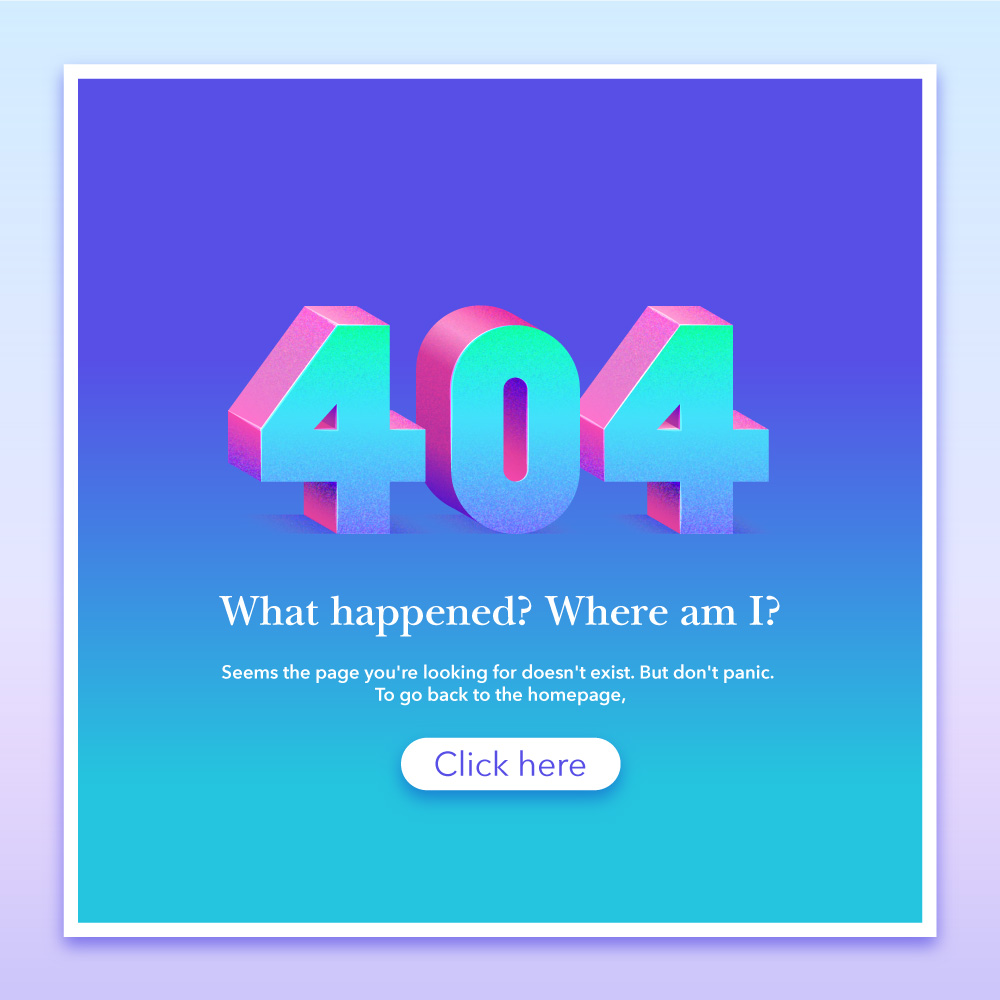 404
What happened? Where am I?
Seems the page you're looking for doesn't exist. But don't panic.
To go back to the homepage,
Click here